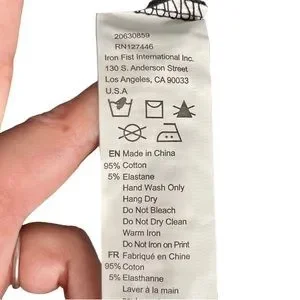 20630859
RN127446
Iron Fist International Inc.
130 S. Anderson Street
Los Angeles, CA 90033
U.S.A
EN Made in China
95% Cotton
5% Elastane
Hand Wash Only
Hang Dry
Do Not Bleach
Do Not Dry Clean
Warm Iron
Do Not Iron on Print
FR Fabriqué en Chine
95% Coton
5% Elasthanne
Laver à la main